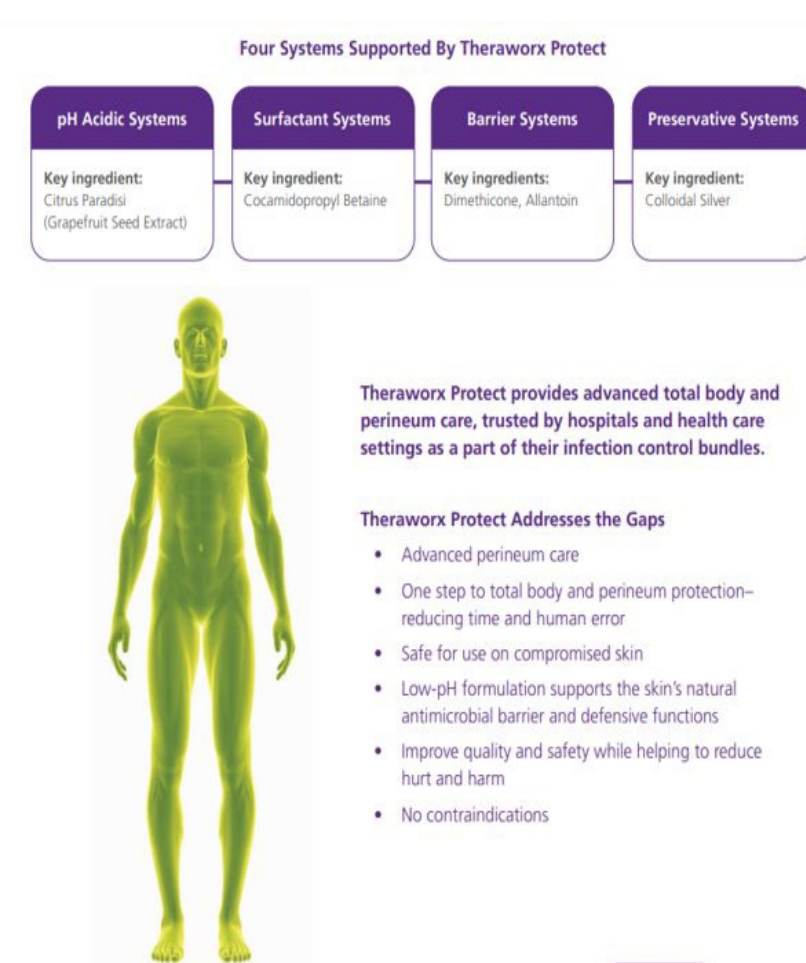 Four Systems Supported By Theraworx Protect
pH Acidic Systems
Key ingredient:
Citrus Paradisi
(Grapefruit Seed Extract)
Surfactant Systems
Key ingredient:
Cocamidopropyl Betaine
Barrier Systems
Key ingredients:
Dimethicone, Allantoin
Preservative Systems
Key ingredient:
Colloidal Silver
Theraworx Protect provides advanced total body and
perineum care, trusted by hospitals and health care
settings as a part of their infection control bundles.
Theraworx Protect Addresses the Gaps
• Advanced perineum care
• One step to total body and perineum protection–
reducing time and human error
• Safe for use on compromised skin
• Low-pH formulation supports the skin's natural
antimicrobial barrier and defensive functions
• Improve quality and safety while helping to reduce
hurt and harm
• No contraindications